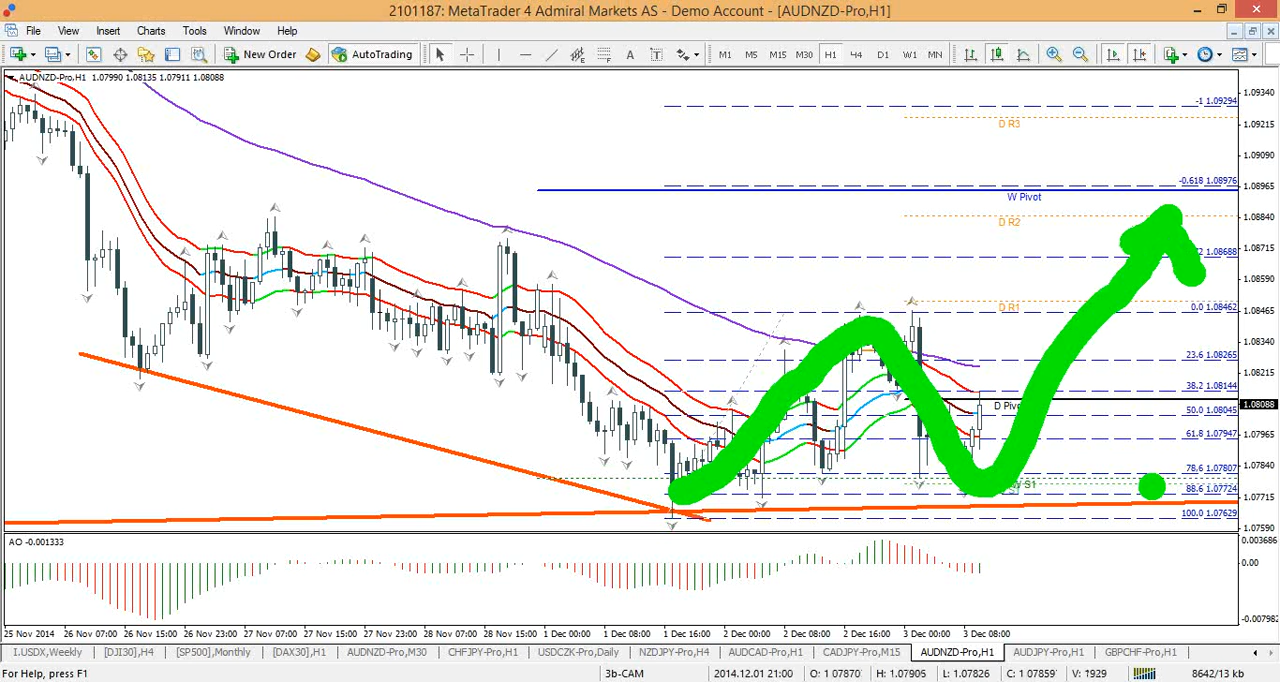 2101187: MetaTrader 4 Admiral Markets AS - Demo Account - [AUDNZD-Pro,H1]
File View Insert Charts Tools Window Help
New Order AutoTrading A T M1 M5 M15 M30 H1 H4 D1 W1 MN
AUDNZD-Pro,H1 1.07990 1.08135 1.07911 1.08088
1.09340
-1 1.09294
D R3
1.09215
1.09090
-0.618 1.08976
1.08965
W Pivot
1.08840
D R2
1.08715
1.08688
1.08590
D R1
0.0 1.08462
1.08465
1.08340
23.6 1.08265
1.08215
38.2 1.08144
1.08088
50.0 1.08045
61.8 1.07947
1.07965
1.07840
78.6 1.07807
S1
88.6 1.07724
1.07715
100.0 1.07629
1.07590
AO -0.001333
0.003686
0.00
-0.007982
25 Nov 2014 26 Nov 07:00 26 Nov 15:00 26 Nov 23:00 27 Nov 07:00 27 Nov 15:00 27 Nov 23:00 28 Nov 07:00 28 Nov 15:00 1 Dec 00:00 1 Dec 08:00 1 Dec 16:00 2 Dec 00:00 2 Dec 08:00 2 Dec 16:00 3 Dec 00:00 3 Dec 08:00
I.USDX,Weekly [DJI30],H4 [SP500],Monthly [DAX30],H1 AUDNZD-Pro,M30 CHFJPY-Pro,H1 USDCZK-Pro,Daily NZDJPY-Pro,H4 AUDCAD-Pro,H1 CADJPY-Pro,M15 AUDNZD-Pro,H1 AUDJPY-Pro,H1 GBPCHF-Pro,H1
For Help, press F1 3b-CAM 2014.12.01 21:00 O: 1.07870 H: 1.07905 L: 1.07826 C: 1.07859 V: 1929 8642/13 kb